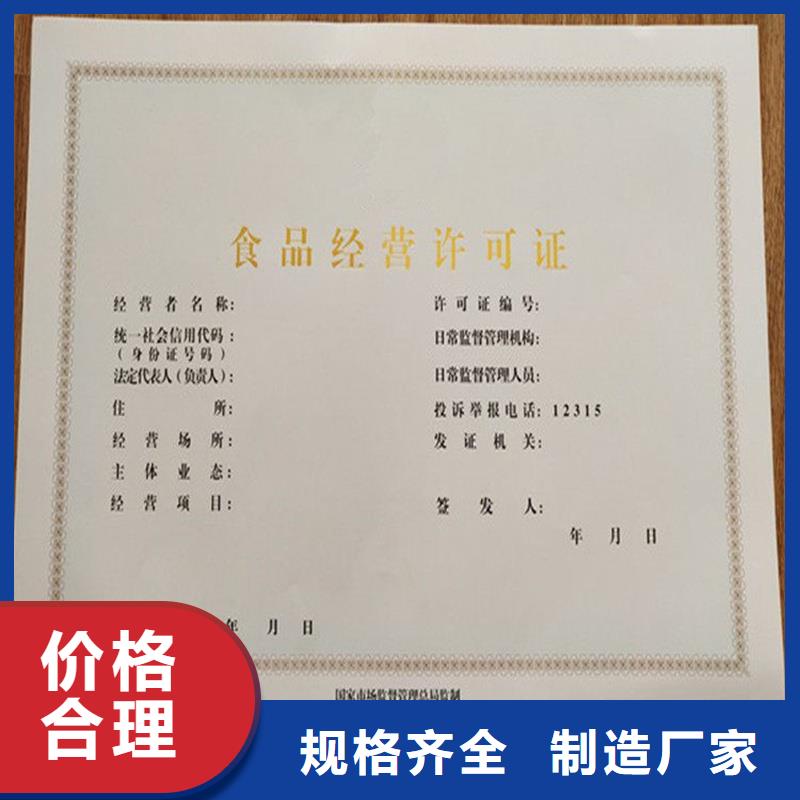 食品经营许可证
经营者名称:
许可证编号:
统一社会信用代码:
(身份证号码)
日常监督管理机构:
法定代表人(负责人):
日常监督管理人员:
住所:
投诉举报电话:12315
经营场所:
发证机关:
主体业态:
经营项目:
签发人:
年 月 日
年 月 日
国家市场监督管理总局监制
价格
合理
规格齐全 制造厂家